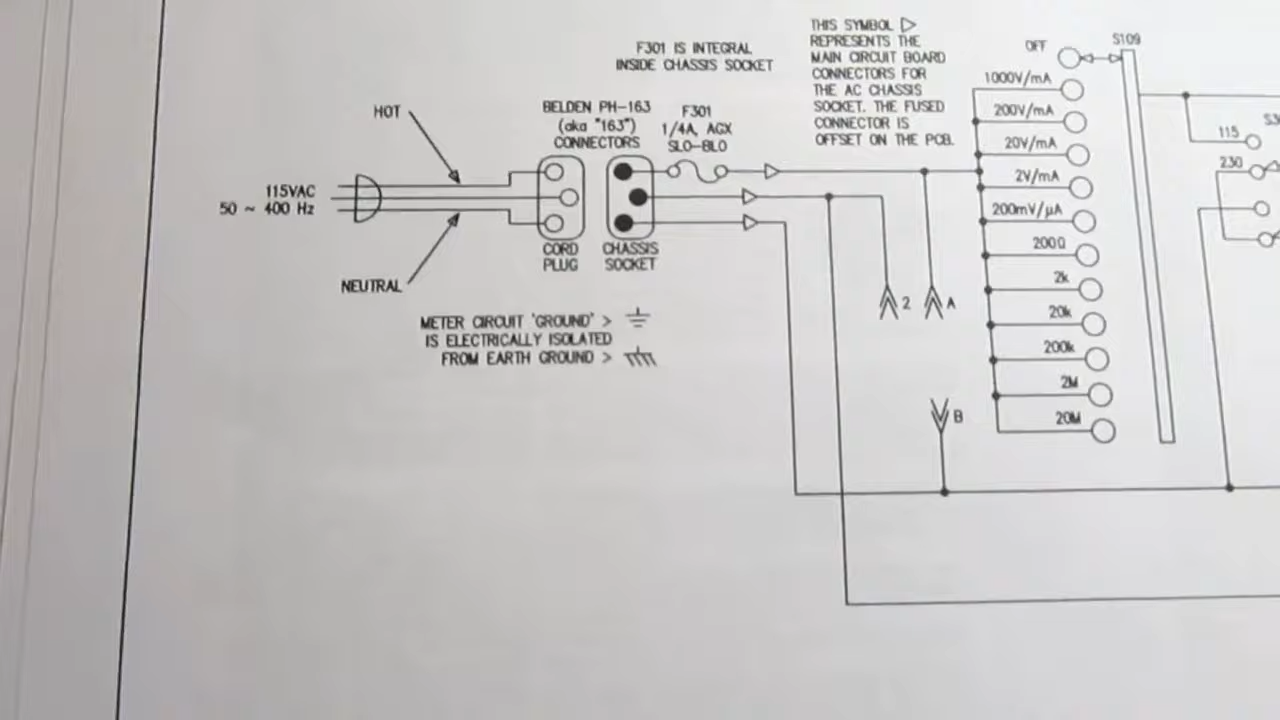 F301 IS INTEGRAL
INSIDE CHASSIS SOCKET
THIS SYMBOL
REPRESENTS THE
MAIN CIRCUIT BOARD
CONNECTORS FOR
THE AC CHASSIS
SOCKET. THE FUSED
CONNECTOR IS
OFFSET ON THE PCB.
HOT
BELDEN PH-163
(aka "163")
CONNECTORS
F301
1/4A, AGX
SLO-BLO
115VAC
50 ~ 400 Hz
NEUTRAL
CORD
PLUG
CHASSIS
SOCKET
METER CIRCUIT 'GROUND' >
IS ELECTRICALLY ISOLATED
FROM EARTH GROUND >
2
A
B
OFF
S109
1000V/mA
200V/mA
20V/mA
2V/mA
200mV/µA
200Ω
2k
20k
200k
2M
20M
115
230